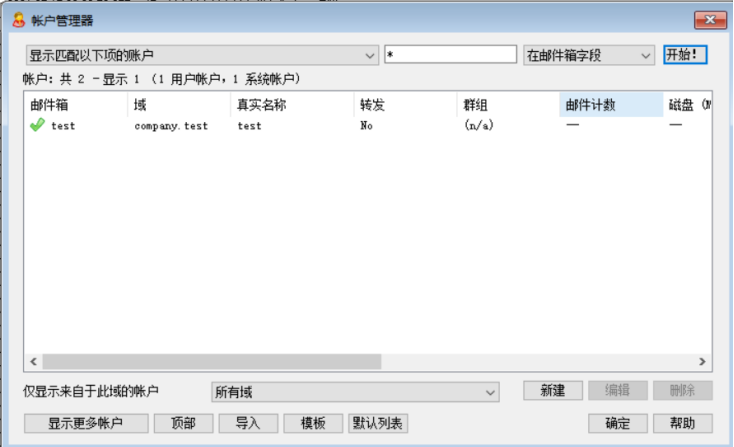 帐户管理器
显示匹配以下项的账户 * 在邮件箱字段 开始!
帐户: 共 2 -显示 1 (1 用户帐户, 1 系统帐户)
邮件箱 域 真实名称 转发 群组 邮件计数 磁盘 (M
test company.test test No (n/a) — —
仅显示来自于此域的帐户 所有域 新建 编辑 删除
显示更多帐户 顶部 导入 模板 默认列表 确定 帮助